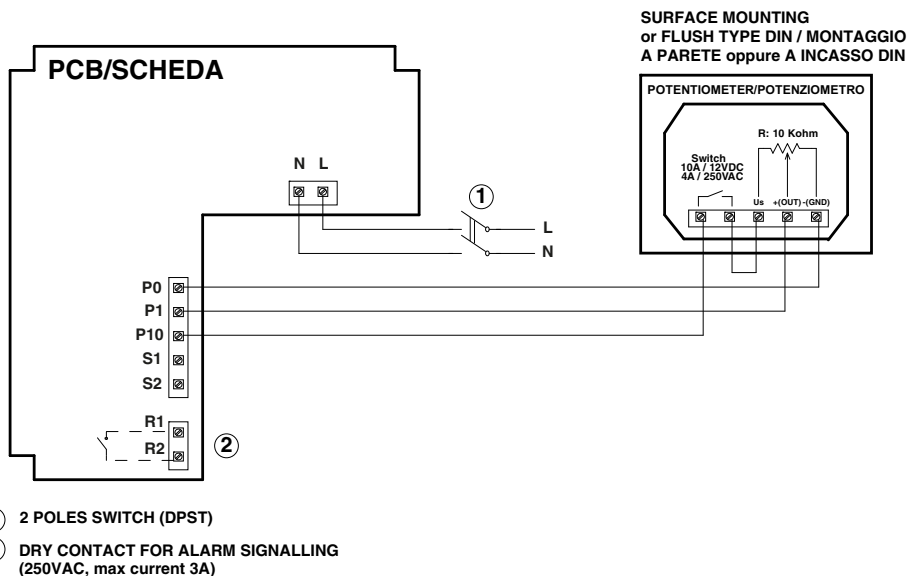 SURFACE MOUNTING
or FLUSH TYPE DIN / MONTAGGIO
A PARETE oppure A INCASSO DIN
PCB/SCHEDA
POTENTIOMETER/POTENZIOMETRO
R: 10 Kohm
Switch
10A / 12VDC
4A / 250VAC
Us +(OUT) -(GND)
N L
1
L
N
P0
P1
P10
S1
S2
R1
R2
2
2 POLES SWITCH (DPST)
DRY CONTACT FOR ALARM SIGNALLING
(250VAC, max current 3A)